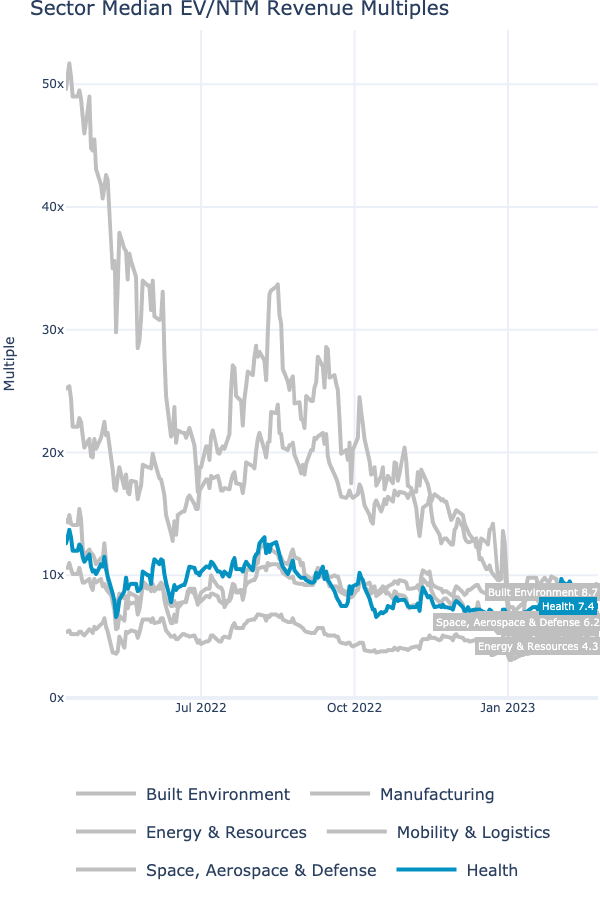 Sector Median EV/NTM Revenue Multiples
50x
40x
30x
20x
10x
0x
Multiple
Built Environment 8.7
Health 7.4
Space, Aerospace & Defense 6.2
Energy & Resources 4.3
Jul 2022 Oct 2022 Jan 2023
Built Environment Manufacturing
Energy & Resources Mobility & Logistics
Space, Aerospace & Defense Health